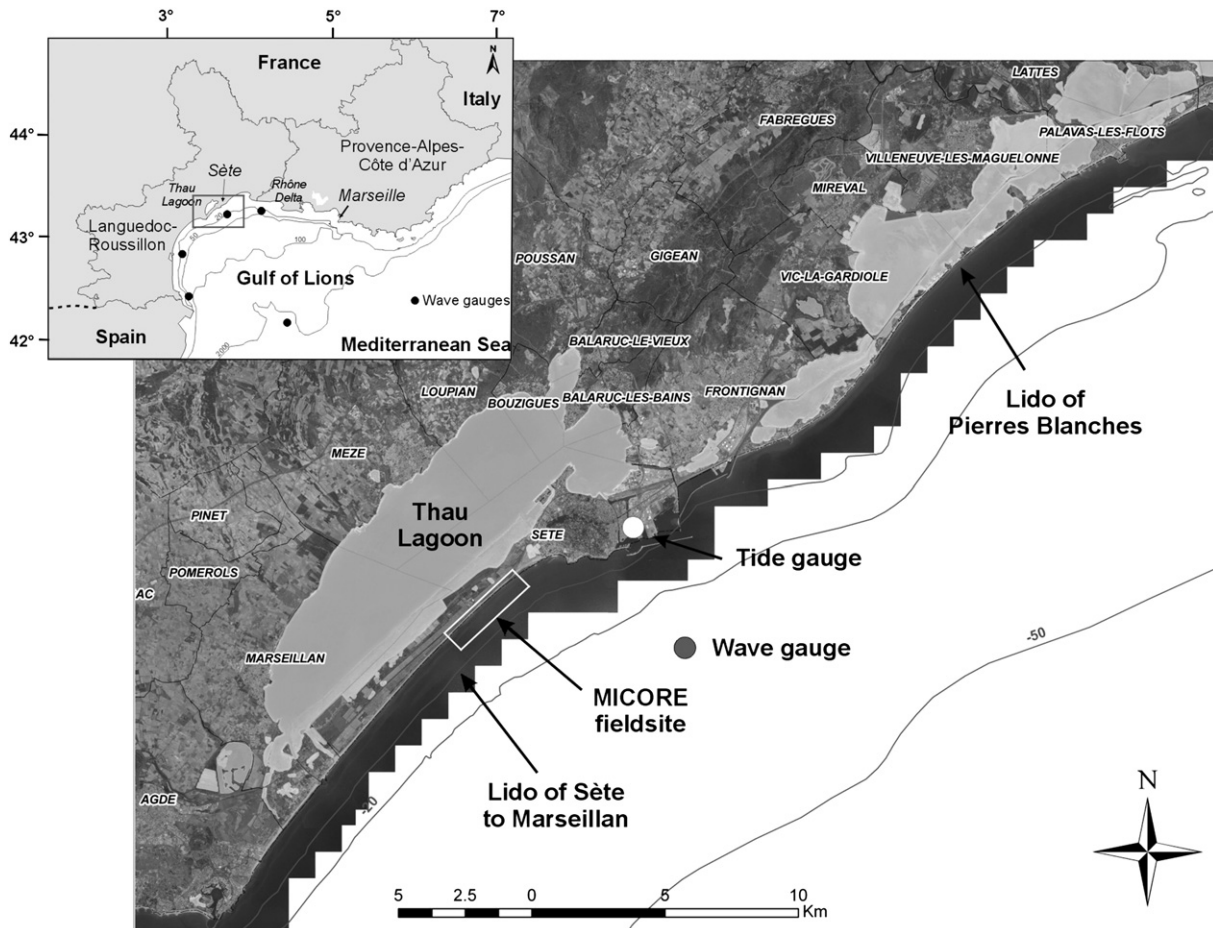 3°
5°
7°
N
France
Italy
44°
Provence-Alpes-
Côte d'Azur
Sète
Rhône
Delta
Thau
Lagoon
Marseille
Languedoc-
Roussillon
43°
50
100
Gulf of Lions
Wave gauges
Spain
42°
2000
Mediterranean Sea
LATTES
FABREGUES
PALAVAS-LES-FLOTS
VILLENEUVE-LES-MAGUELONNE
MIREVAL
POUSSAN
GIGEAN
VIC-LA-GARDIOLE
BALARUC-LE-VIEUX
LOUPIAN
BOUZIGUES
BALARUC-LES-BAINS
FRONTIGNAN
Lido of
Pierres Blanches
MEZE
Thau
Lagoon
PINET
SETE
Tide gauge
POMEROLS
AC
-50
Wave gauge
MARSEILLAN
MICORE
fieldsite
Lido of Sète
to Marseillan
-20
AGDE
N
5
2.5
0
5
10
Km